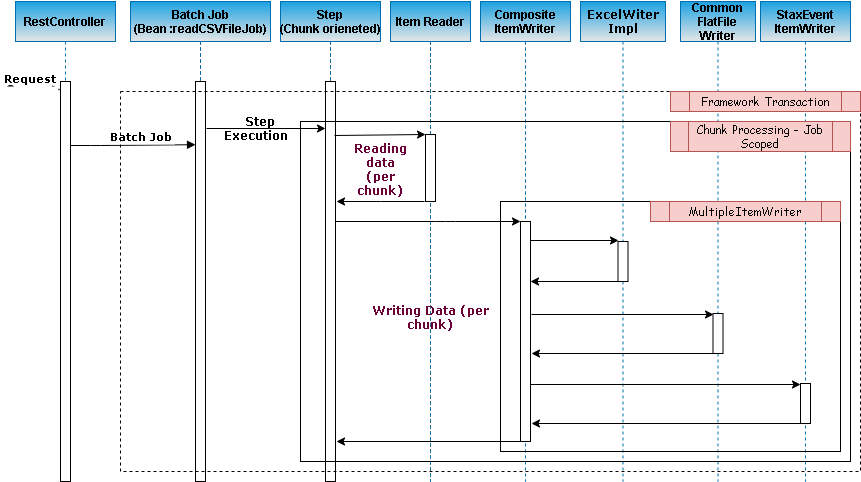 RestController
Batch Job
(Bean :readCSVFileJob)
Step
(Chunk orieneted)
Item Reader
Composite
ItemWriter
ExcelWiter
Impl
Common
FlatFile
Writer
StaxEvent
ItemWriter
Request
Framework Transaction
Chunk Processing - Job
Scoped
Batch Job
Step
Execution
Reading
data
(per
chunk)
MultipleItemWriter
Writing Data (per
chunk)